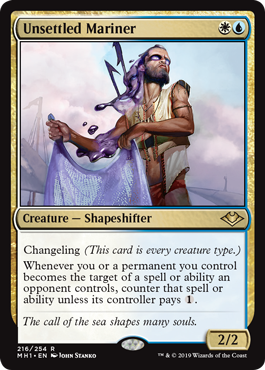 Unsettled Mariner
Creature — Shapeshifter
Changeling (This card is every creature type.)
Whenever you or a permanent you control
becomes the target of a spell or ability an
opponent controls, counter that spell or
ability unless its controller pays 1.
The call of the sea shapes many souls.
2/2
216/254 R
MH1 • EN JOHN STANKO
™ & © 2019 Wizards of the Coast